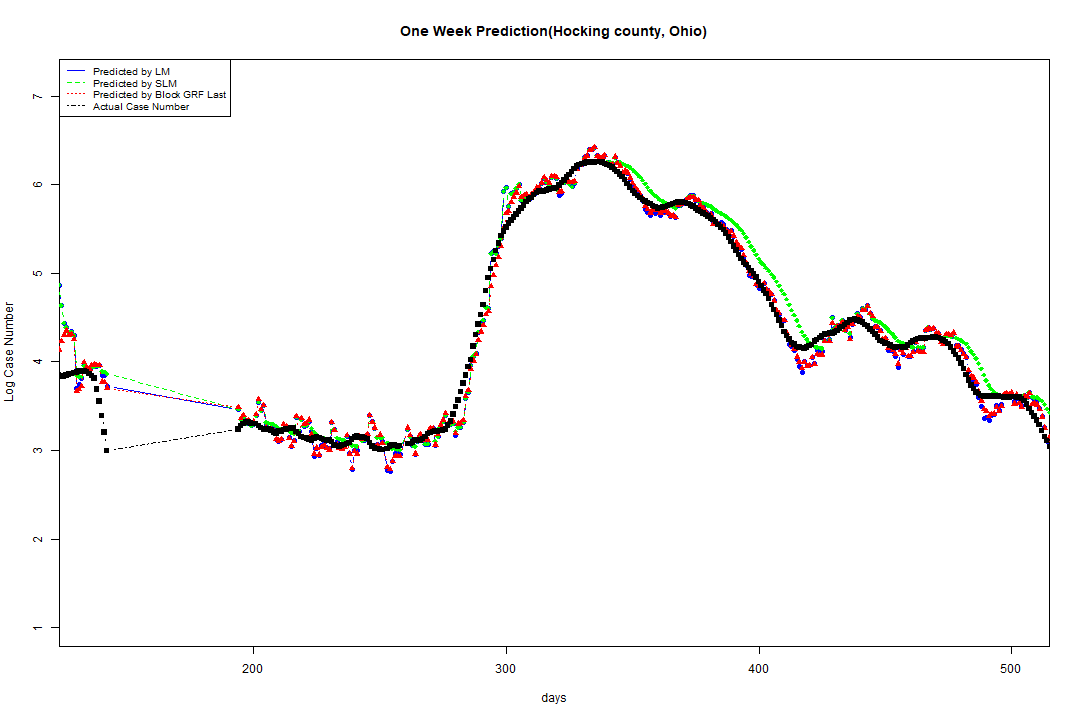 One Week Prediction(Hocking county, Ohio)
Predicted by LM
Predicted by SLM
Predicted by Block GRF Last
Actual Case Number
7
6
5
4
3
2
1
Log Case Number
200
300
400
500
days